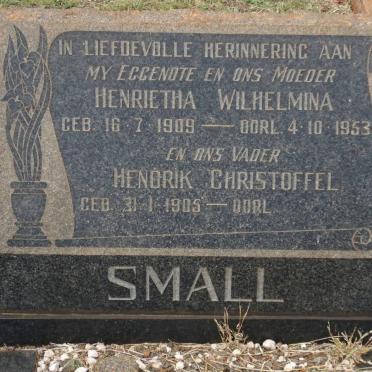 IN LIEFDEVOLLE HERINNERING AAN
MY EGGENOTE EN ONS MOEDER
HENRIETHA WILHELMINA
GEB. 16·7·1909 — OORL. 4·10·1953
EN ONS VADER
HENDRIK CHRISTOFFEL
GEB. 31·1·1905 — OORL.
SMALL